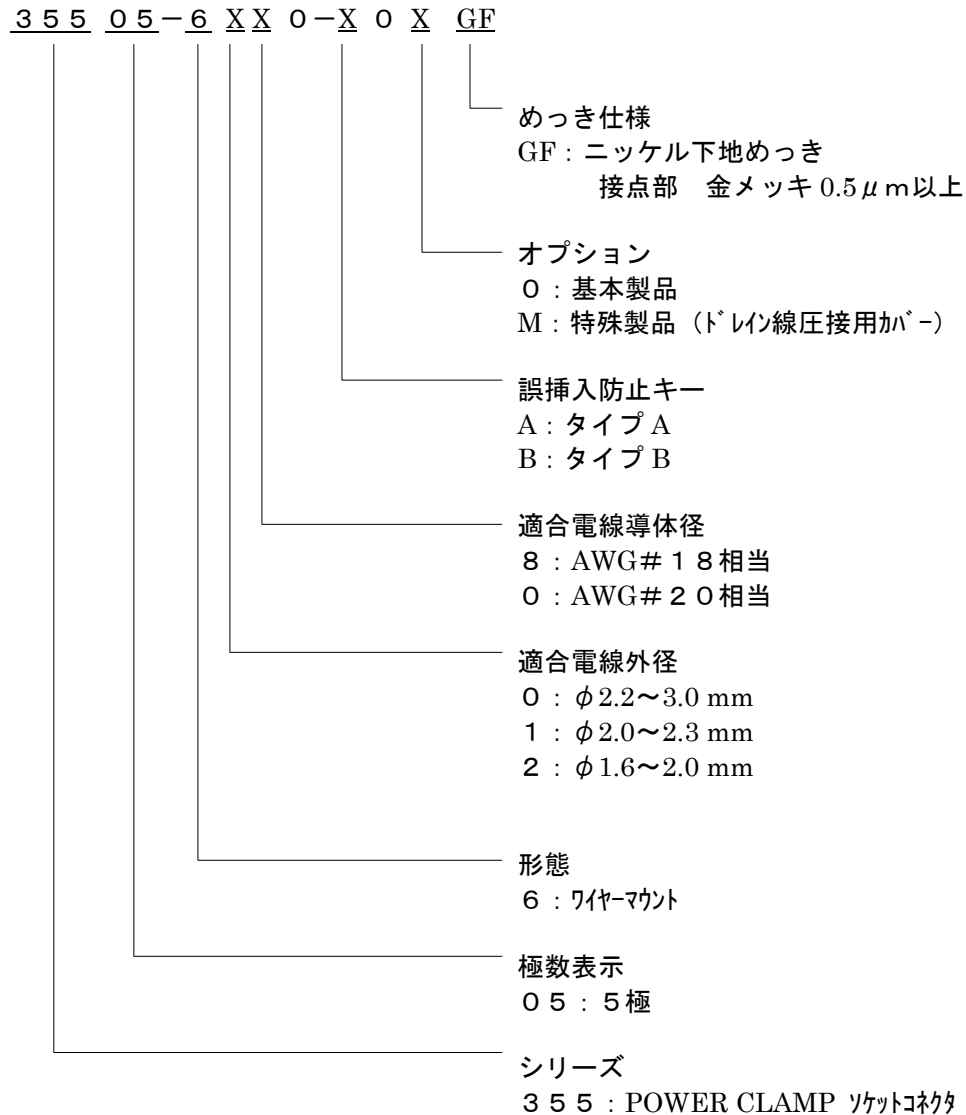 ３５５ ０５－６ X X ０－X ０ X GF
めっき仕様
GF：ニッケル下地めっき
接点部　金メッキ 0.5μｍ以上
オプション
０：基本製品
M：特殊製品（ﾄﾞﾚｲﾝ線圧接用ｶﾊﾞｰ）
誤挿入防止キー
A：タイプ A
B：タイプ B
適合電線導体径
８：AWG＃１８相当
０：AWG＃２０相当
適合電線外径
０：φ2.2～3.0 mm
１：φ2.0～2.3 mm
２：φ1.6～2.0 mm
形態
６：ﾜｲﾔｰﾏｳﾝﾄ
極数表示
０５：５極
シリーズ
３５５：POWER CLAMP ｿｹｯﾄｺﾈｸﾀ